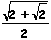 √(√2 + √2)
2